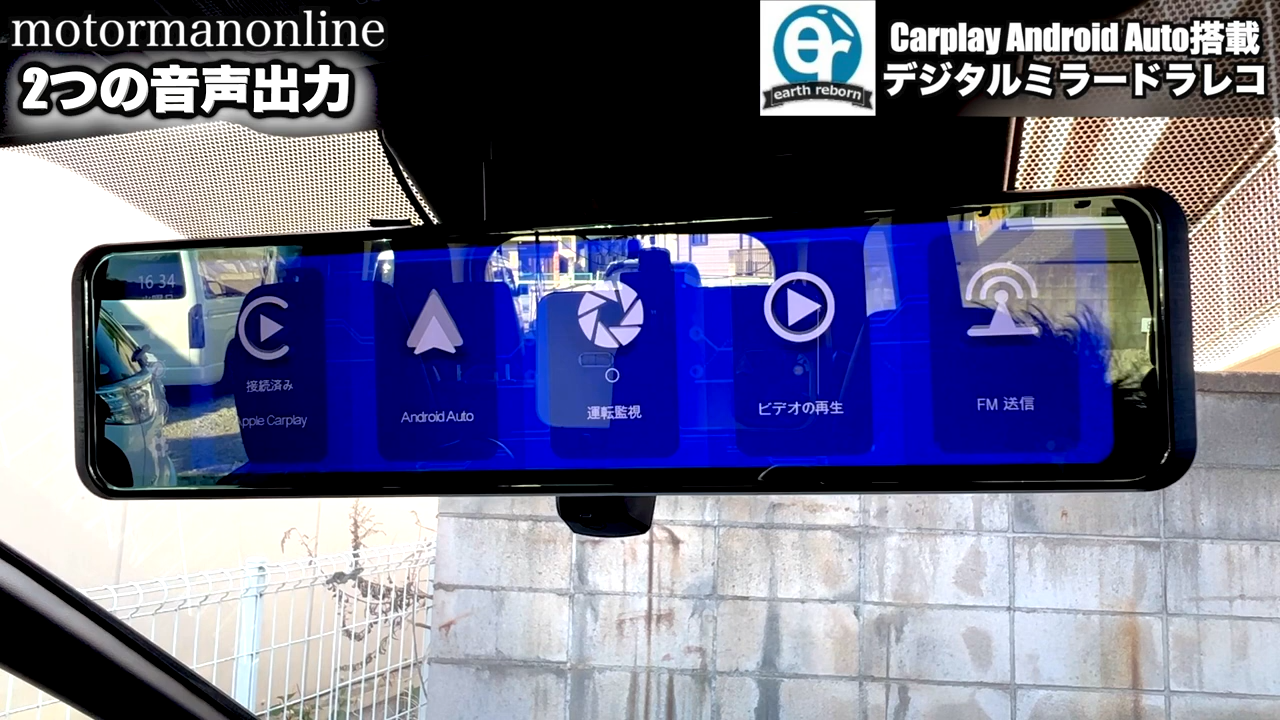 motormanonline
2つの音声出力
er
earth reborn
Carplay Android Auto搭載
デジタルミラードラレコ
16 34
接続済み
pple Carplay
Android Auto
運転監視
ビデオの再生
FM 送信